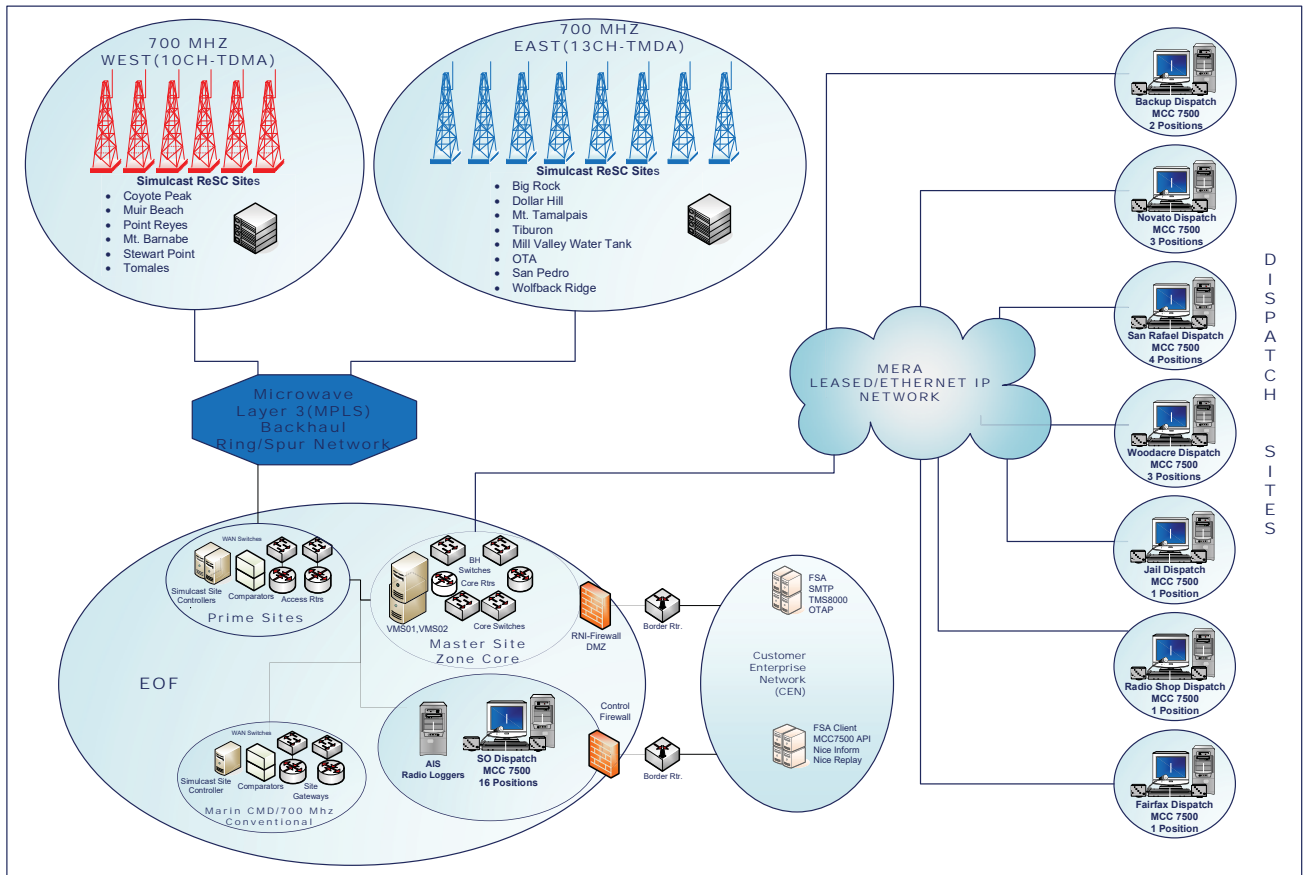 700 MHZ
WEST(10CH-TDMA)
Simulcast ReSC Sites
• Coyote Peak
• Muir Beach
• Point Reyes
• Mt. Barnabe
• Stewart Point
• Tomales
700 MHZ
EAST(13CH-TMDA)
Simulcast ReSC Sites
• Big Rock
• Dollar Hill
• Mt. Tamalpais
• Tiburon
• Mill Valley Water Tank
• OTA
• San Pedro
• Wolfback Ridge
Microwave
Layer 3(MPLS)
Backhaul
Ring/Spur Network
MERA
LEASED/ETHERNET IP
NETWORK
Backup Dispatch
MCC 7500
2 Positions
Novato Dispatch
MCC 7500
3 Positions
San Rafael Dispatch
MCC 7500
4 Positions
Woodacre Dispatch
MCC 7500
3 Positions
Jail Dispatch
MCC 7500
1 Position
Radio Shop Dispatch
MCC 7500
1 Position
Fairfax Dispatch
MCC 7500
1 Position
DISPATCH SITES
EOF
WAN Switches
Simulcast Site
Controllers
Comparators
Access Rtrs
Prime Sites
BH
Switches
Core Rtrs
Core Switches
VMS01,VMS02
Master Site
Zone Core
RNI-Firewall
DMZ
Border Rtr.
FSA
SMTP
TMS8000
OTAP
Customer
Enterprise
Network
(CEN)
FSA Client
MCC7500 API
Nice Inform
Nice Replay
Control
Firewall
Border Rtr.
AIS
Radio Loggers
SO Dispatch
MCC 7500
16 Positions
WAN Switches
Simulcast Site
Controller
Comparators
Site
Gateways
Marin CMD/700 Mhz
Conventional